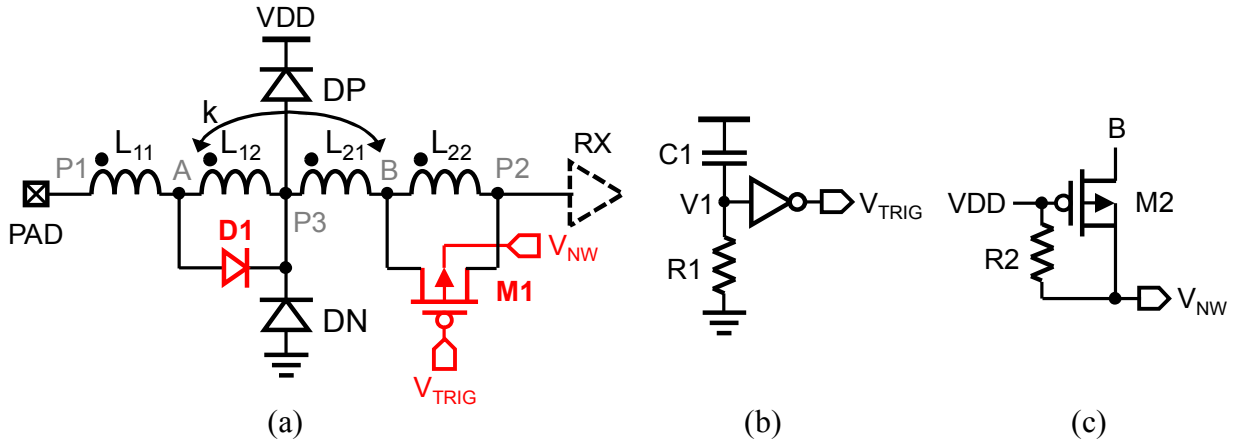 VDD
DP
k
L11
L12
L21
L22
RX
P1
A
B
P2
PAD
D1
P3
VNW
M1
DN
VTRIG
(a)
C1
V1
VTRIG
R1
(b)
B
VDD
M2
R2
VNW
(c)